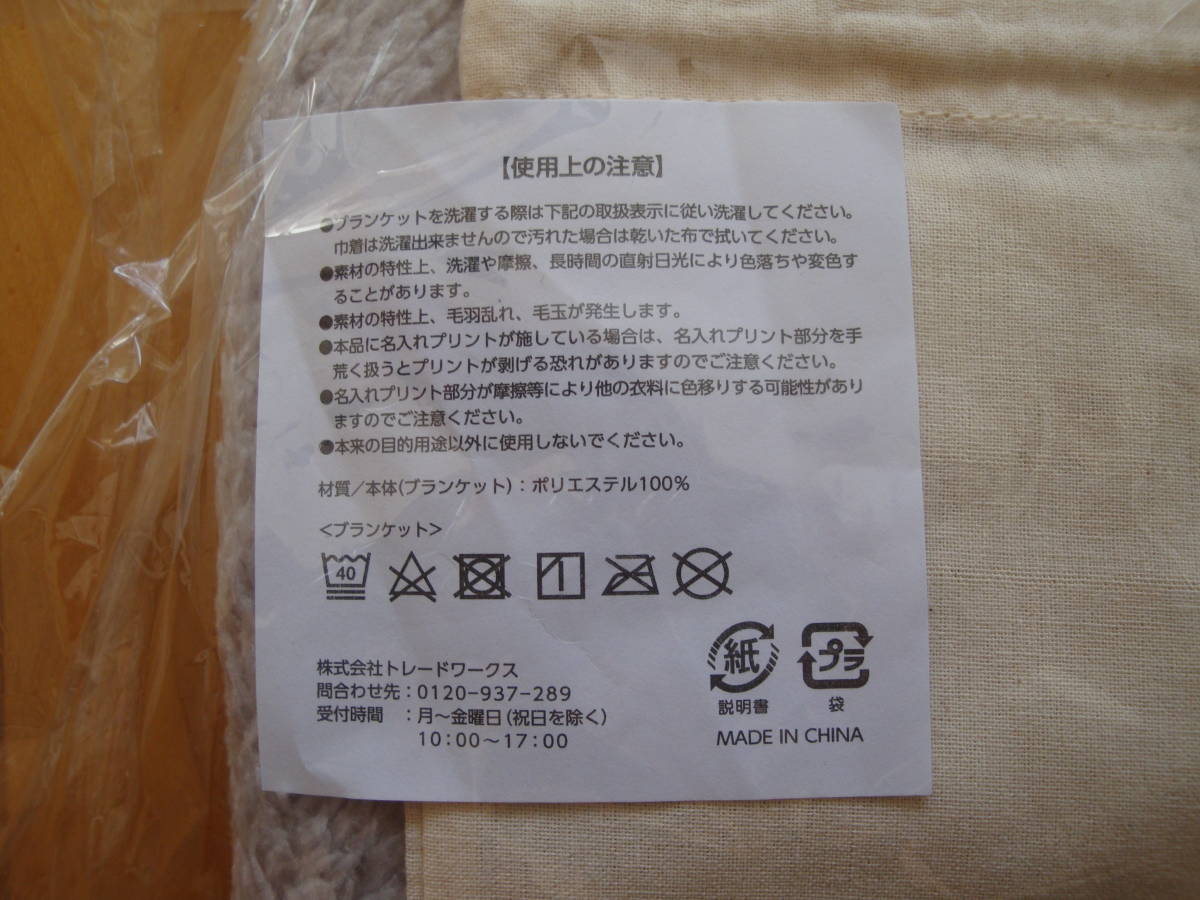 【使用上の注意】
●ブランケットを洗濯する際は下記の取扱表示に従い洗濯してください。
巾着は洗濯出来ませんので汚れた場合は乾いた布で拭いてください。
●素材の特性上、洗濯や摩擦、長時間の直射日光により色落ちや変色す
ることがあります。
●素材の特性上、毛羽乱れ、毛玉が発生します。
●本品に名入れプリントが施している場合は、名入れプリント部分を手
荒く扱うとプリントが剥げる恐れがありますのでご注意ください。
●名入れプリント部分が摩擦等により他の衣料に色移りする可能性があり
ますのでご注意ください。
●本来の目的用途以外に使用しないでください。
材質／本体(ブランケット)：ポリエステル100%
＜ブランケット＞
40
株式会社トレードワークス
問合わせ先：0120-937-289
受付時間　：月～金曜日(祝日を除く)
10:00～17:00
紙 プラ
説明書 袋
MADE IN CHINA